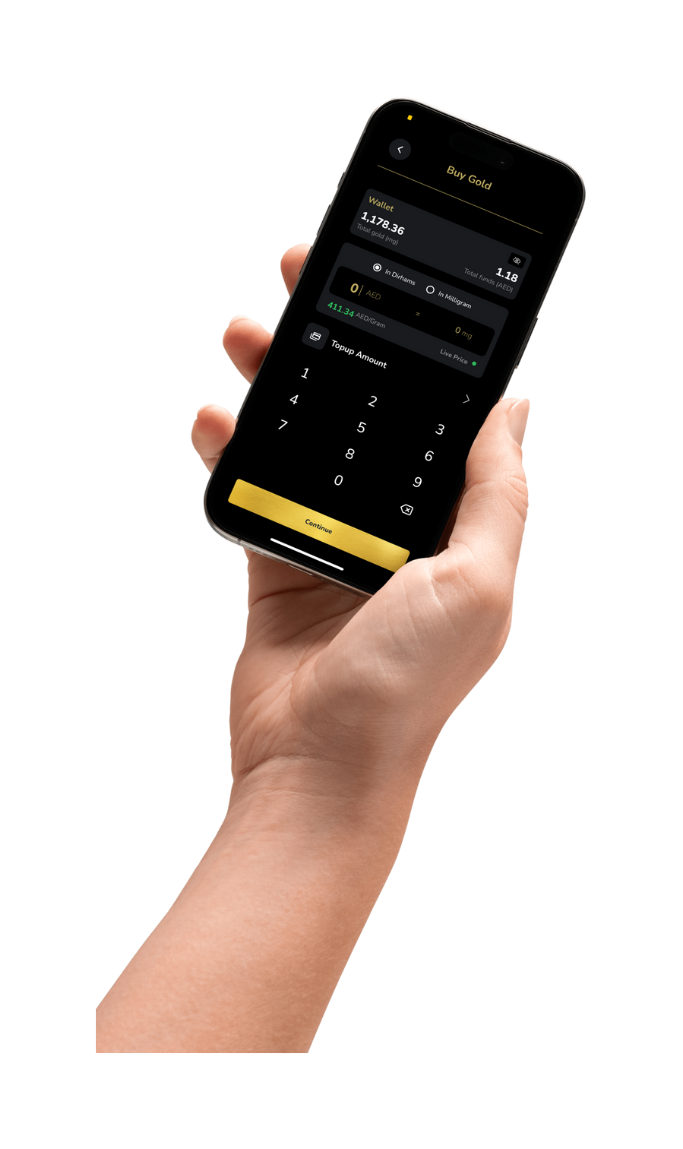 Buy Gold
Wallet
1,178.36
Total gold (mg)
1.18
Total funds (AED)
In Dirhams
In Milligram
0 AED
=
0 mg
411.34 AED/Gram
Live Price
Topup Amount
1 2 3
4 5 6
7 8 9
0
Continue